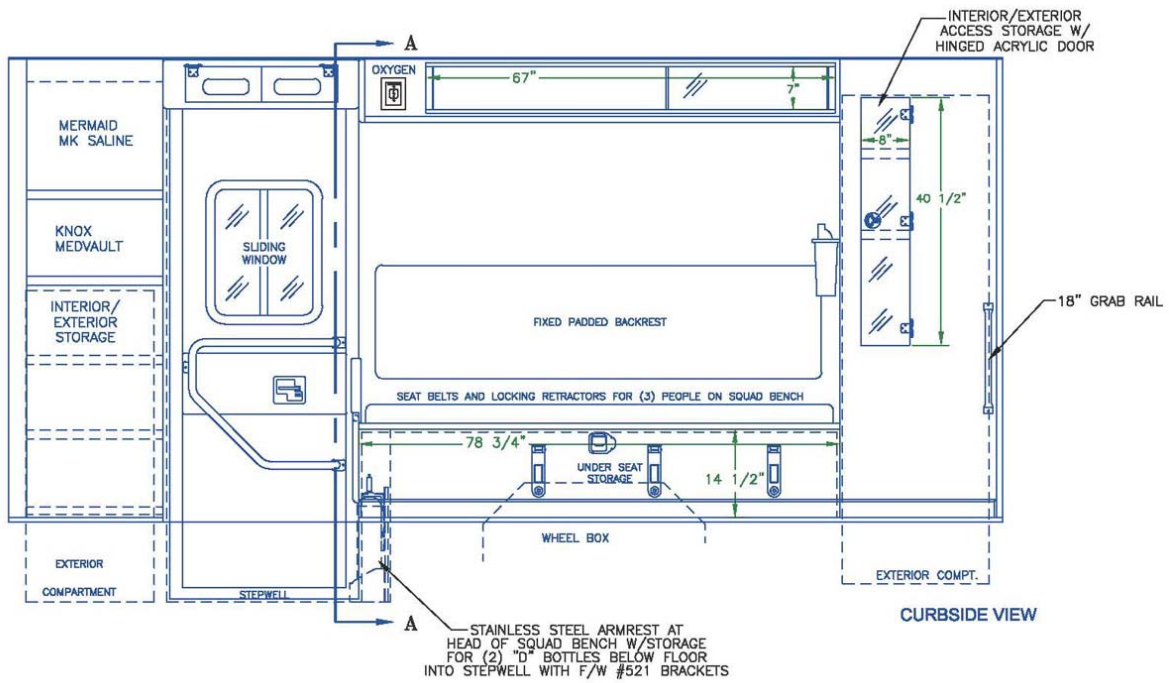 INTERIOR/EXTERIOR
ACCESS STORAGE W/
HINGED ACRYLIC DOOR
A
OXYGEN
67"
7"
MERMAID
MK SALINE
8"
40 1/2"
KNOX
MEDVAULT
SLIDING
WINDOW
INTERIOR/
EXTERIOR
STORAGE
18" GRAB RAIL
FIXED PADDED BACKREST
SEAT BELTS AND LOCKING RETRACTORS FOR (3) PEOPLE ON SQUAD BENCH
78 3/4"
UNDER SEAT
STORAGE
14 1/2"
WHEEL BOX
EXTERIOR
COMPARTMENT
STEPWELL
EXTERIOR COMPT.
CURBSIDE VIEW
A
STAINLESS STEEL ARMREST AT
HEAD OF SQUAD BENCH W/STORAGE
FOR (2) "D" BOTTLES BELOW FLOOR
INTO STEPWELL WITH F/W #521 BRACKETS